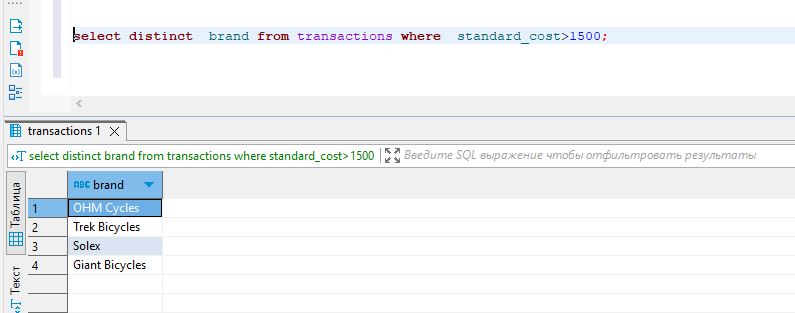 select distinct  brand from transactions where  standard_cost>1500;
transactions 1
select distinct brand from transactions where standard_cost>1500
Введите SQL выражение чтобы отфильтровать результаты
Таблица
Текст
ABC brand
1 OHM Cycles
2 Trek Bicycles
3 Solex
4 Giant Bicycles